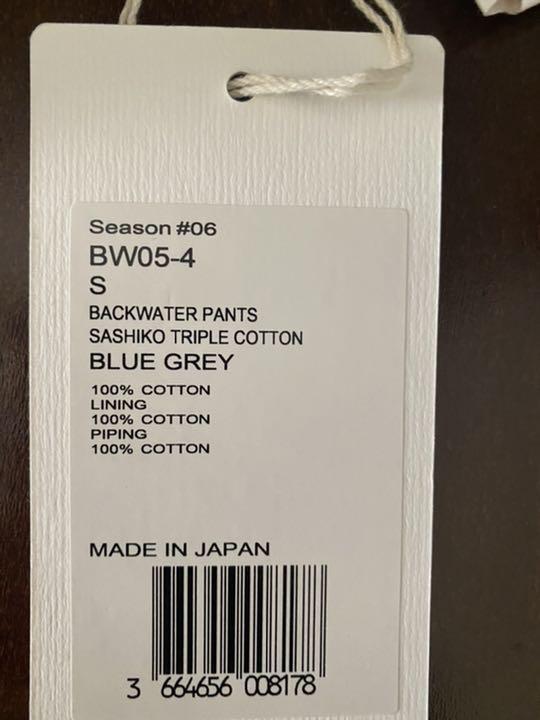 Season #06
BW05-4
S
BACKWATER PANTS
SASHIKO TRIPLE COTTON
BLUE GREY
100% COTTON
LINING
100% COTTON
PIPING
100% COTTON
MADE IN JAPAN
3 664656 008178